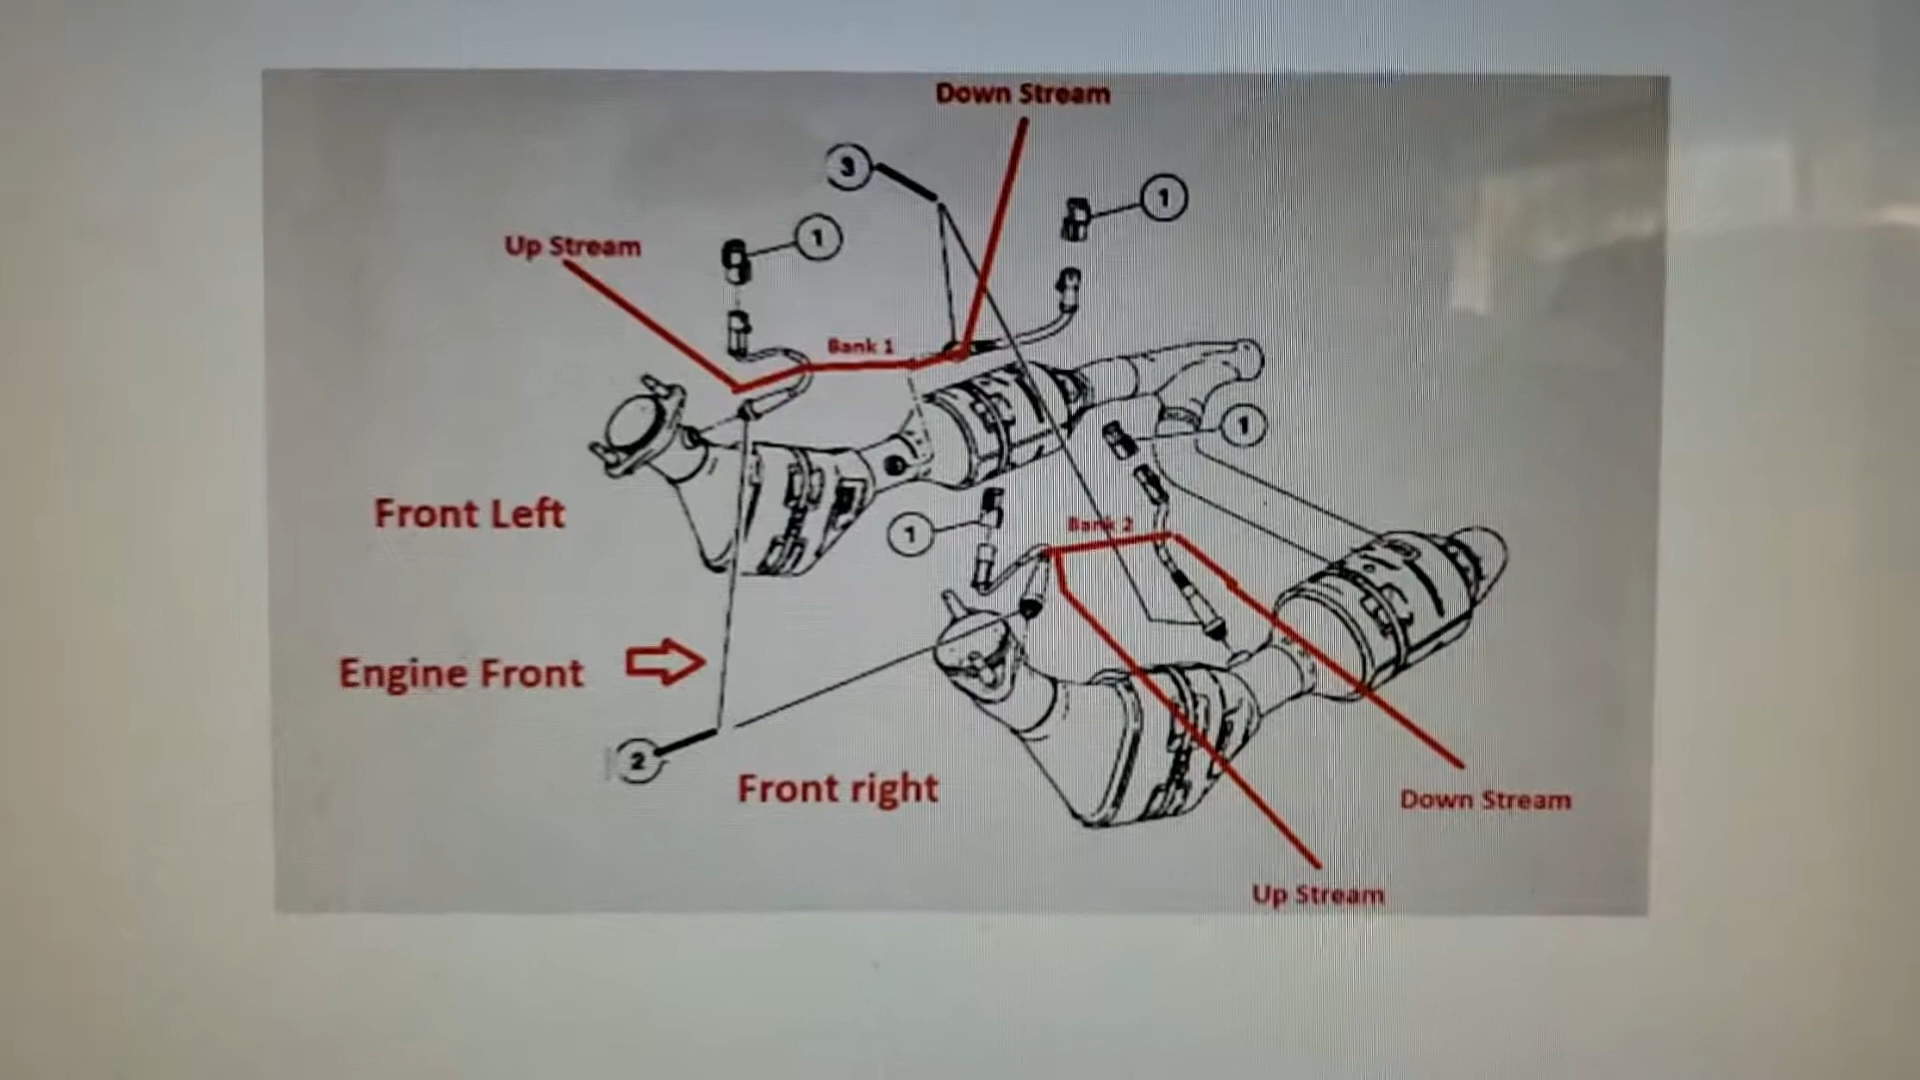 Down Stream
3
1
1
Up Stream
Bank 1
1
Front Left
1
Bank 2
Engine Front
2
Front right
Down Stream
Up Stream